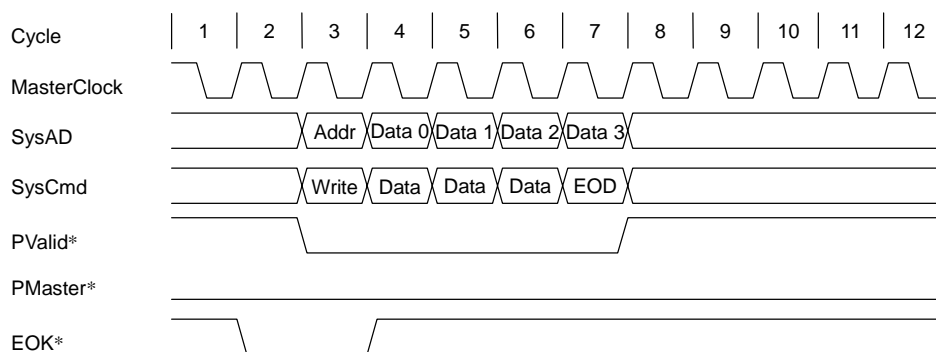 Cycle 1 2 3 4 5 6 7 8 9 10 11 12
MasterClock
SysAD Addr Data 0 Data 1 Data 2 Data 3
SysCmd Write Data Data Data EOD
PValid*
PMaster*
EOK*